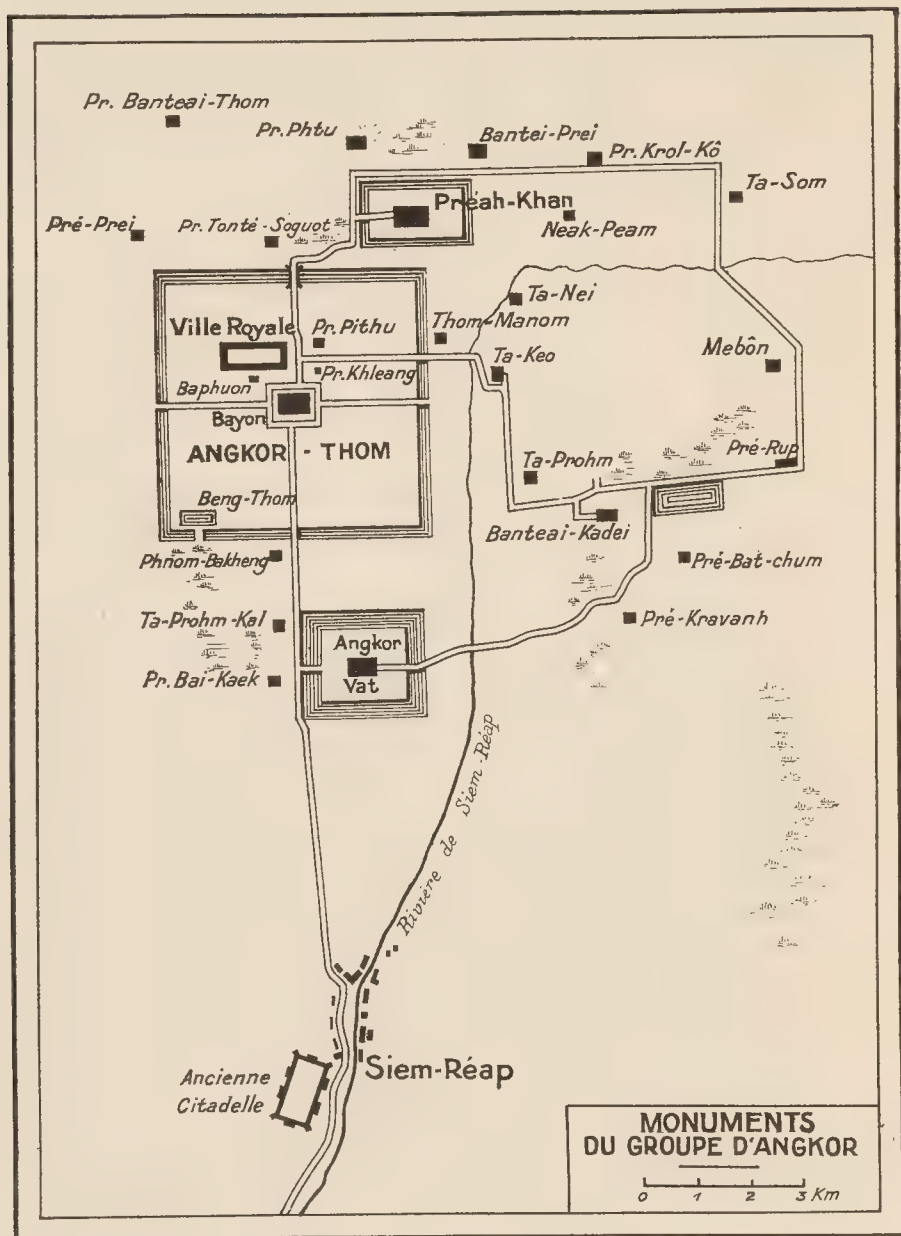 Pr. Banteai-Thom
Pr. Phtu
Bantei-Prei
Pr. Krol-Kô
Ta-Som
Préah-Khan
Neak-Peam
Pré-Prei
Pr. Tonté-Soguot
Ta-Nei
Ville Royale
Pr. Pithu
Thom-Manom
Ta-Keo
Mebôn
Baphuon
Pr. Khleang
Bayon
ANGKOR - THOM
Ta-Prohm
Pré-Rup
Beng-Thom
Banteai-Kadei
Phnom-Bakheng
Pré-Bat-chum
Ta-Prohm-Kal
Pré-Kravanh
Angkor
Vat
Pr. Bai-Kaek
Rivière de Siem-Réap
Siem-Réap
Ancienne
Citadelle
MONUMENTS
DU GROUPE D'ANGKOR
0 1 2 3 Km